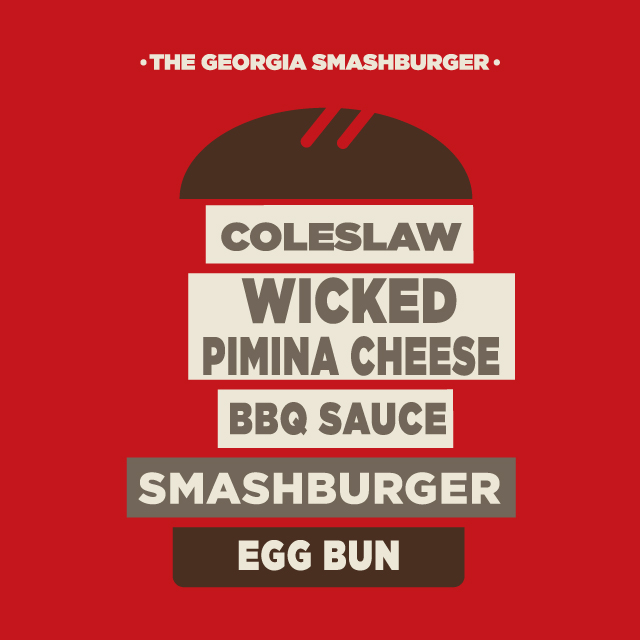 •THE GEORGIA SMASHBURGER•
COLESLAW
WICKED
PIMINA CHEESE
BBQ SAUCE
SMASHBURGER
EGG BUN